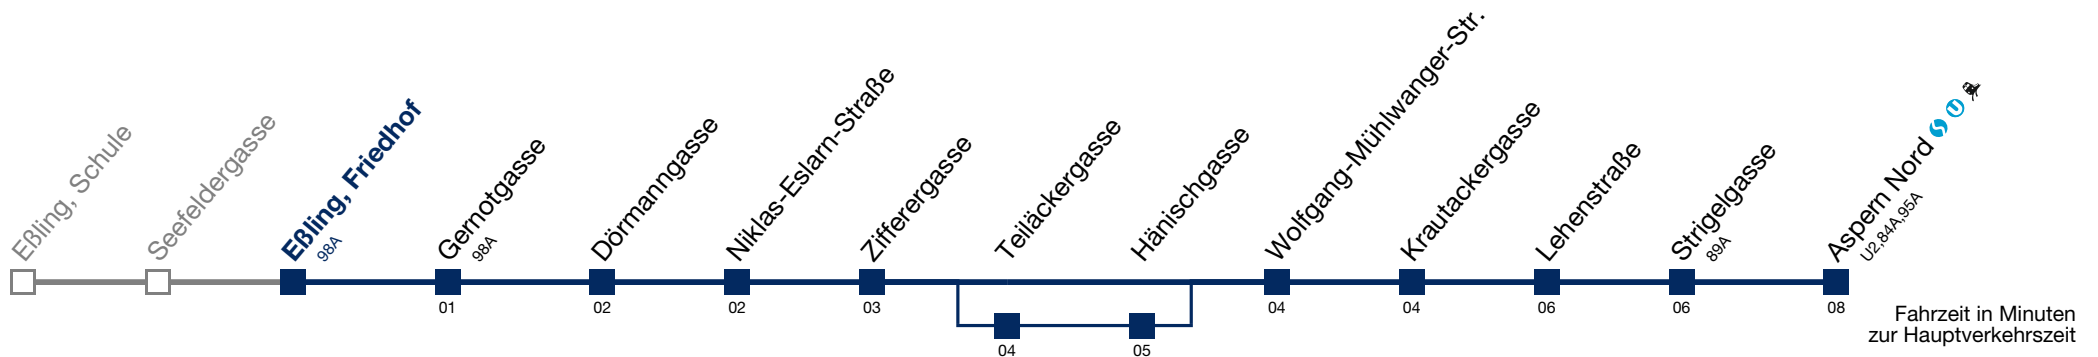 Eßling, Schule
Seefeldergasse
Eßling, Friedhof
98A
Gernotgasse
98A
01
Dörmanngasse
02
Niklas-Eslarn-Straße
02
Zifferergasse
03
Teiläckergasse
04
Hänischgasse
05
Wolfgang-Mühlwanger-Str.
04
Krautackergasse
04
Lehenstraße
06
Strigelgasse
89A
06
Aspern Nord S U
U2,84A,95A
08
Fahrzeit in Minuten
zur Hauptverkehrszeit